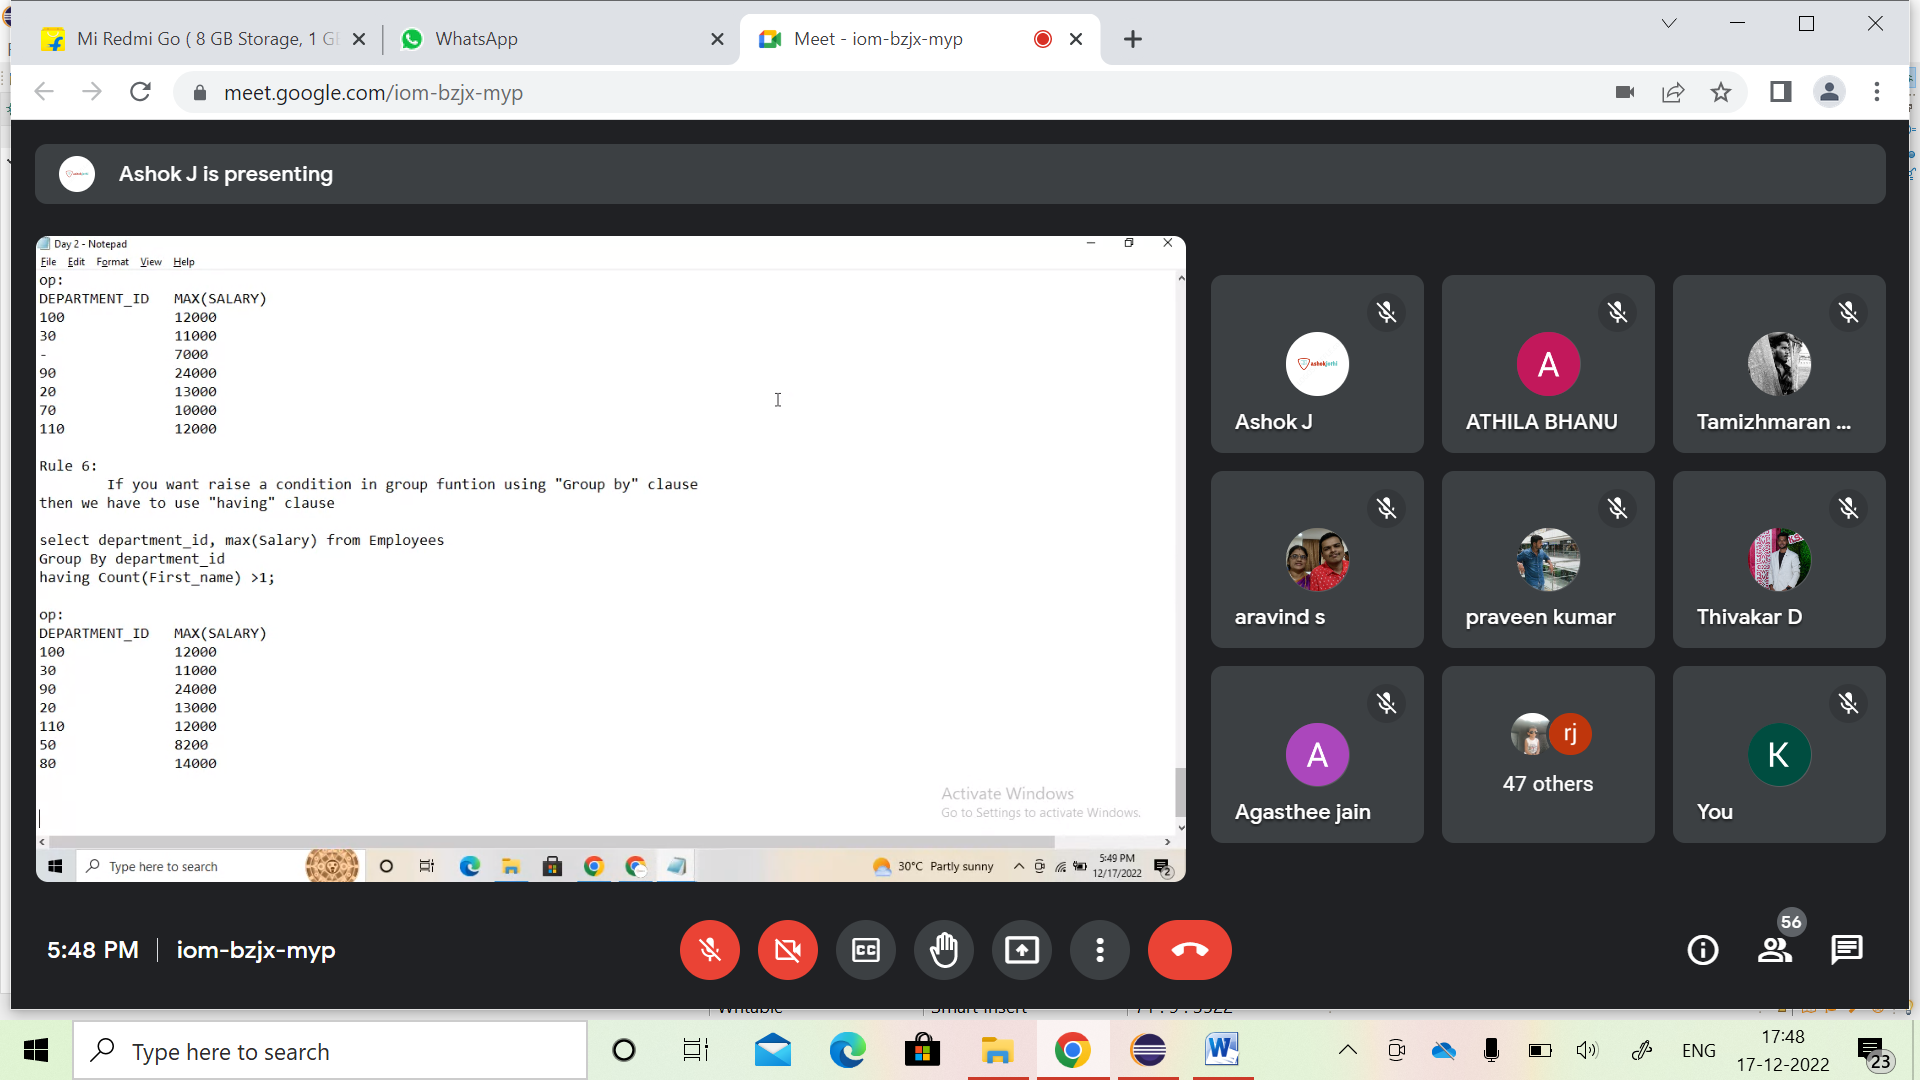 Mi Redmi Go ( 8 GB Storage, 1 G
WhatsApp
Meet - iom-bzjx-myp
meet.google.com/iom-bzjx-myp
Ashok J is presenting
Day 2 - Notepad
File Edit Format View Help
op:
DEPARTMENT_ID MAX(SALARY)
100 12000
30 11000
- 7000
90 24000
20 13000
70 10000
110 12000
Rule 6:
If you want raise a condition in group funtion using "Group by" clause
then we have to use "having" clause
select department_id, max(Salary) from Employees
Group By department_id
having Count(First_name) >1;
op:
DEPARTMENT_ID MAX(SALARY)
100 12000
30 11000
90 24000
20 13000
110 12000
50 8200
80 14000
Activate Windows
Go to Settings to activate Windows.
Type here to search
30°C Partly sunny
5:49 PM
12/17/2022
2
ashokjothi
Ashok J
A
ATHILA BHANU
Tamizhmaran ...
aravind s
praveen kumar
Thivakar D
A
Agasthee jain
rj
47 others
K
You
5:48 PM
iom-bzjx-myp
CC
56
Writable
Smart Insert
Type here to search
W
ENG
17:48
17-12-2022
23